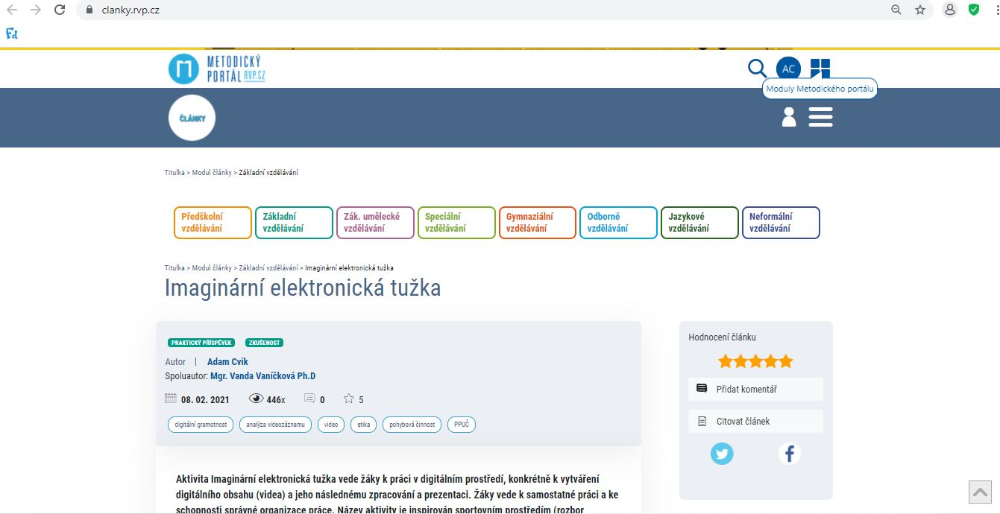 clanky.rvp.cz
Fd
METODICKÝ
PORTÁL RVP.CZ
AC
Moduly Metodického portálu
ČLÁNKY
Titulka > Modul články > Základní vzdělávání
Předškolní vzdělávání
Základní vzdělávání
Zák. umělecké vzdělávání
Speciální vzdělávání
Gymnaziální vzdělávání
Odborné vzdělávání
Jazykové vzdělávání
Neformální vzdělávání
Titulka > Modul články > Základní vzdělávání > Imaginární elektronická tužka
Imaginární elektronická tužka
PRAKTICKÝ PŘÍSPĚVEK ZKUŠENOST
Autor | Adam Cvik
Spoluautor: Mgr. Vanda Vaníčková Ph.D
08. 02. 2021 446x 0 5
digitální gramotnost analýza videozáznamu video etika pohybová činnost PPUČ
Hodnocení článku
Přidat komentář
Citovat článek
Aktivita Imaginární elektronická tužka vede žáky k práci v digitálním prostředí, konkrétně k vytváření
digitálního obsahu (videa) a jeho následnému zpracování a prezentaci. Žáky vede k samostatné práci a ke
schopnosti správné organizace práce. Název aktivity je inspirován sportovním prostředím (rozbor